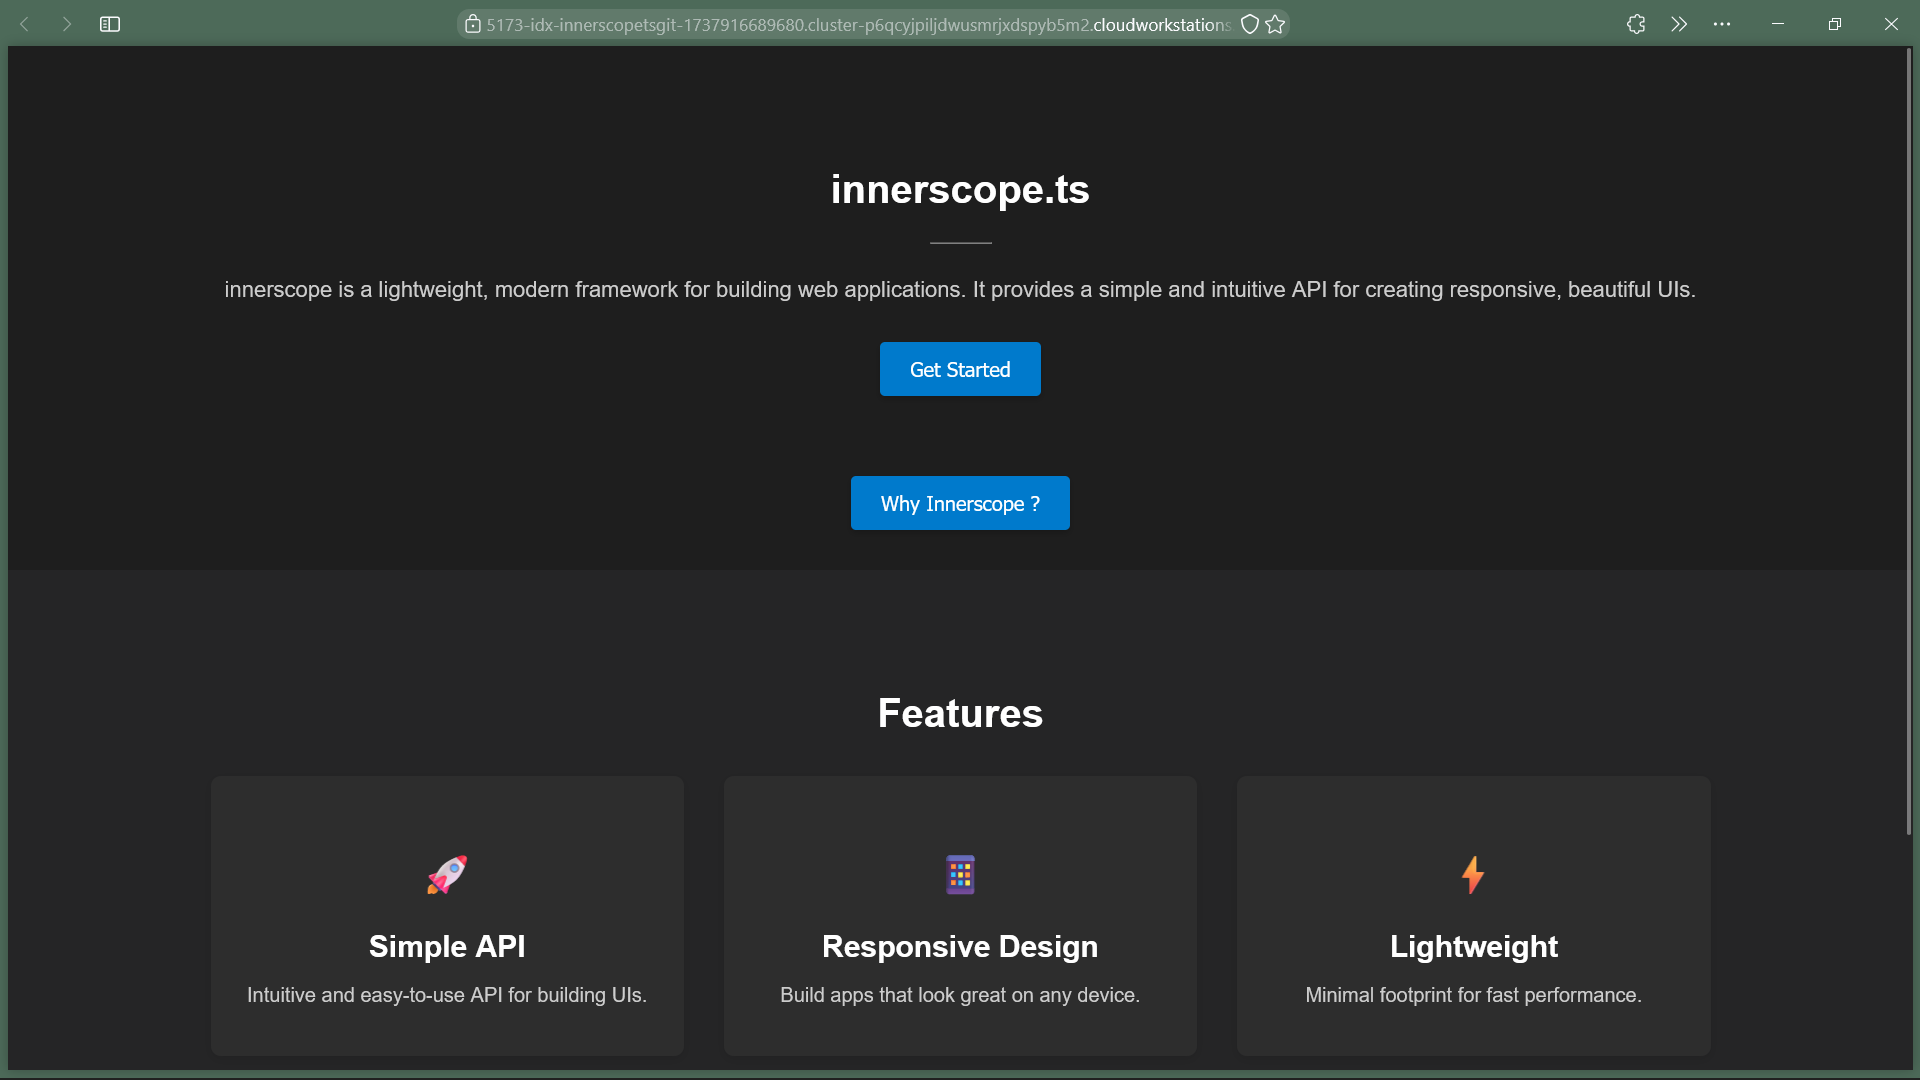 5173-idx-innerscopetsgit-1737916689680.cluster-p6qcyjpiljdwusmrjxdspyb5m2.cloudworkstations
innerscope.ts
innerscope is a lightweight, modern framework for building web applications. It provides a simple and intuitive API for creating responsive, beautiful UIs.
Get Started
Why Innerscope ?
Features
Simple API
Responsive Design
Lightweight
Intuitive and easy-to-use API for building UIs.
Build apps that look great on any device.
Minimal footprint for fast performance.